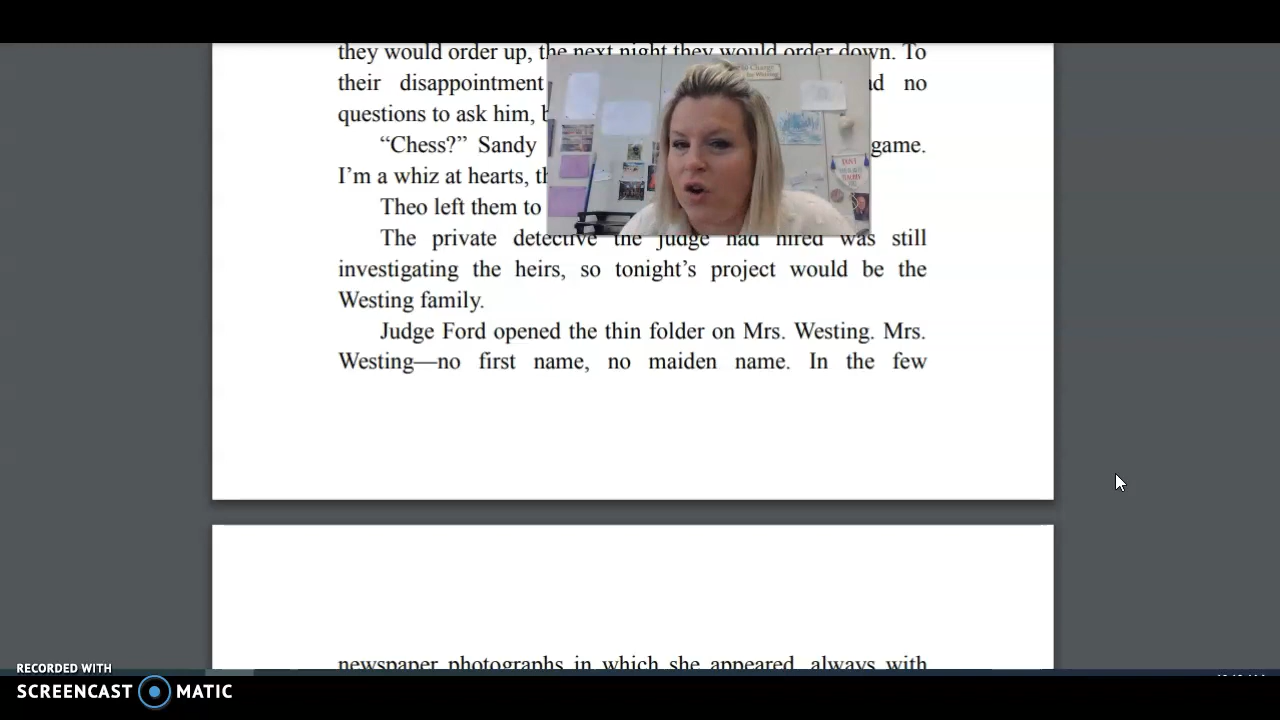 they would order up, the next night they would order down. To
their disappointment no
questions to ask him,
“Chess?” Sandy game.
I’m a whiz at hearts,
Theo left them to
The private detective the judge had hired was still
investigating the heirs, so tonight’s project would be the
Westing family.
Judge Ford opened the thin folder on Mrs. Westing. Mrs.
Westing—no first name, no maiden name. In the few
newspaper photographs in which she appeared, always with
RECORDED WITH
SCREENCAST MATIC